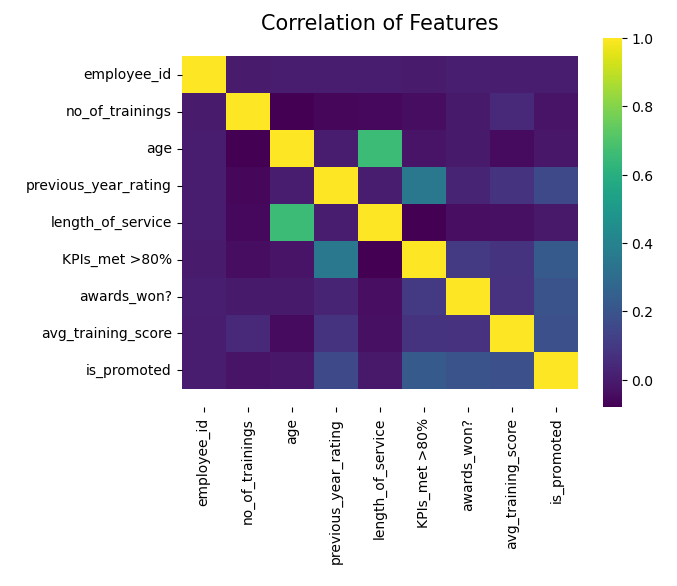 Correlation of Features
employee_id
no_of_trainings
age
previous_year_rating
length_of_service
KPIs_met >80%
awards_won?
avg_training_score
is_promoted
1.0
0.8
0.6
0.4
0.2
0.0
employee_id
no_of_trainings
age
previous_year_rating
length_of_service
KPIs_met >80%
awards_won?
avg_training_score
is_promoted